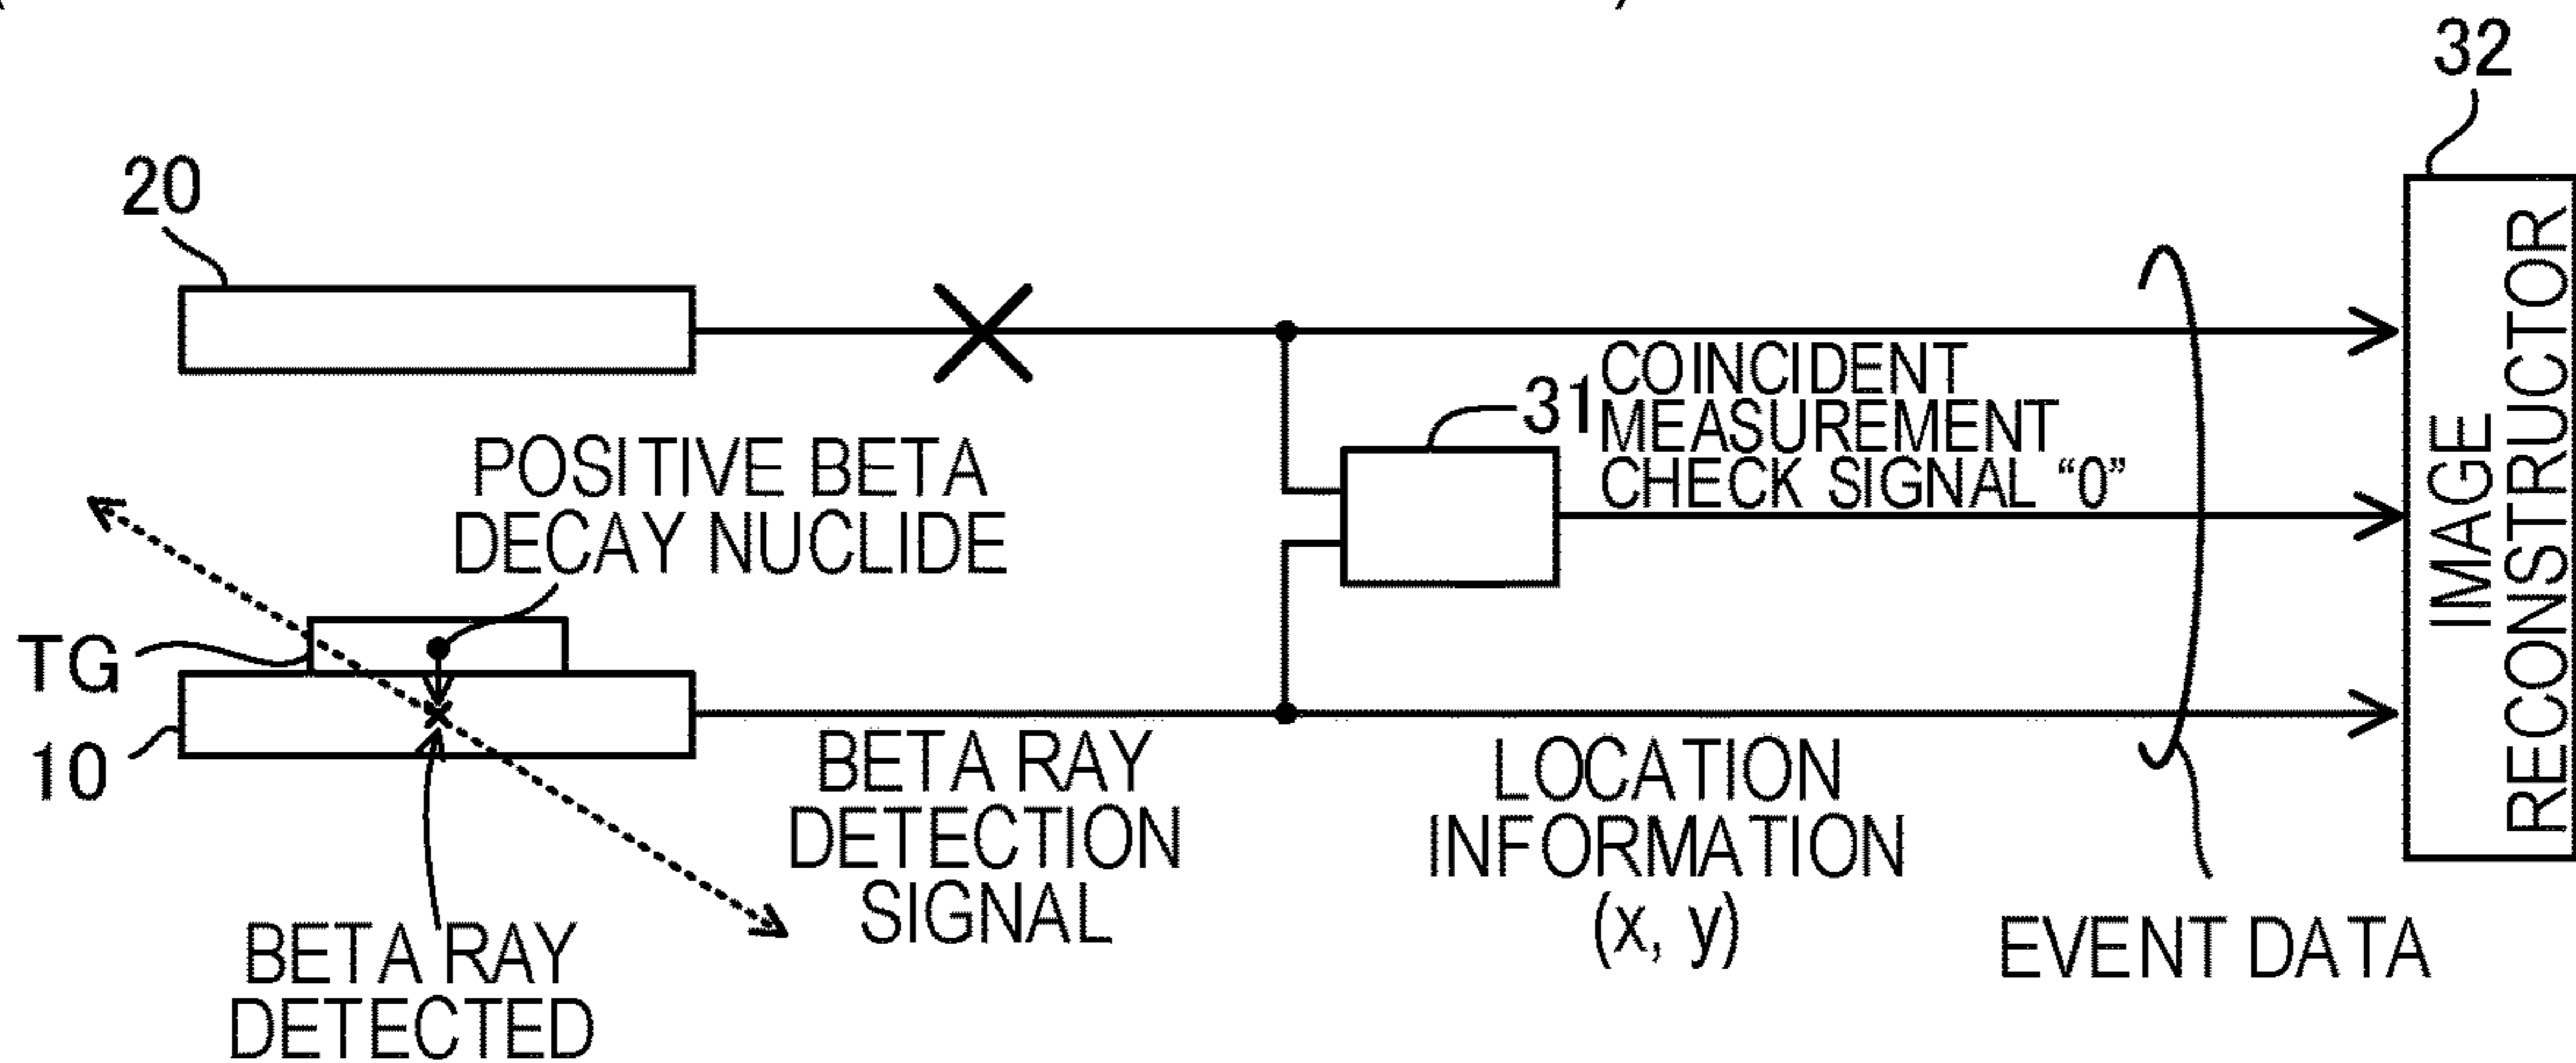 32
20
COINCIDENT
31 MEASUREMENT
CHECK SIGNAL “0”
POSITIVE BETA
DECAY NUCLIDE
IMAGE
RECONSTRUCTOR
TG
10
BETA RAY
DETECTION
SIGNAL
LOCATION
INFORMATION
(x, y)
BETA RAY
DETECTED
EVENT DATA